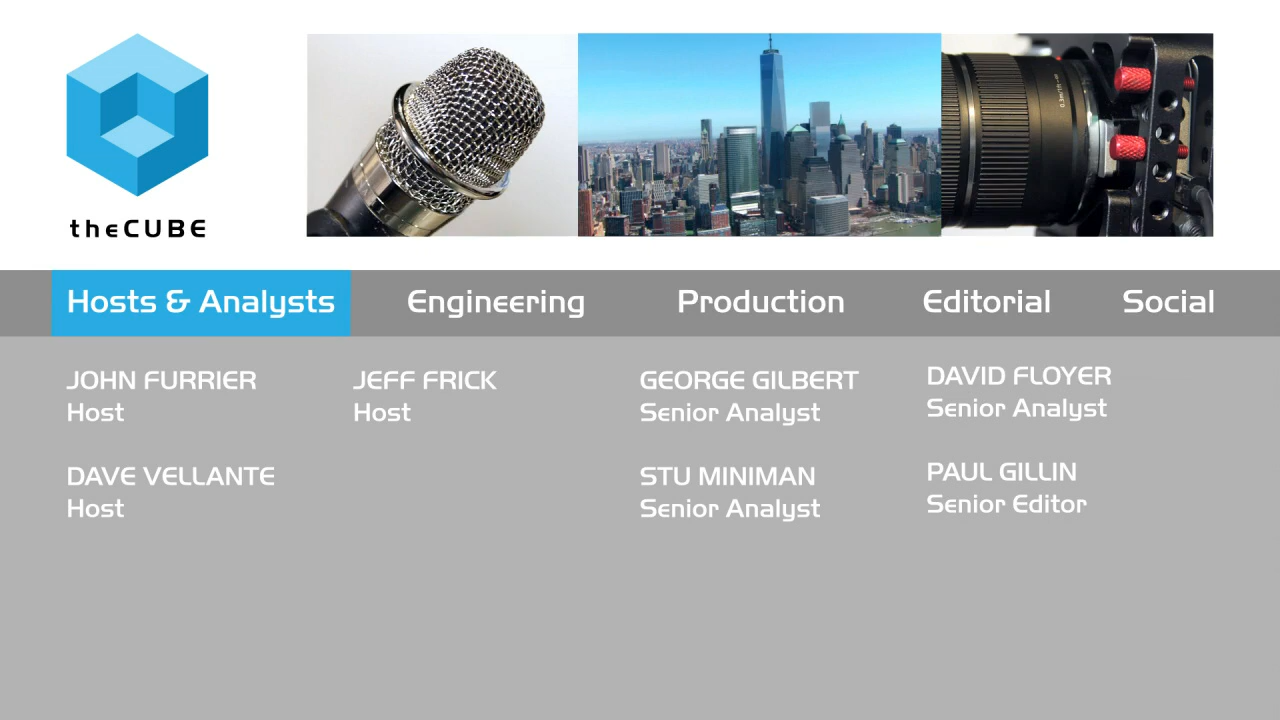 theCUBE
Hosts & Analysts
Engineering
Production
Editorial
Social
JOHN FURRIER
Host
DAVE VELLANTE
Host
JEFF FRICK
Host
GEORGE GILBERT
Senior Analyst
STU MINIMAN
Senior Analyst
DAVID FLOYER
Senior Analyst
PAUL GILLIN
Senior Editor